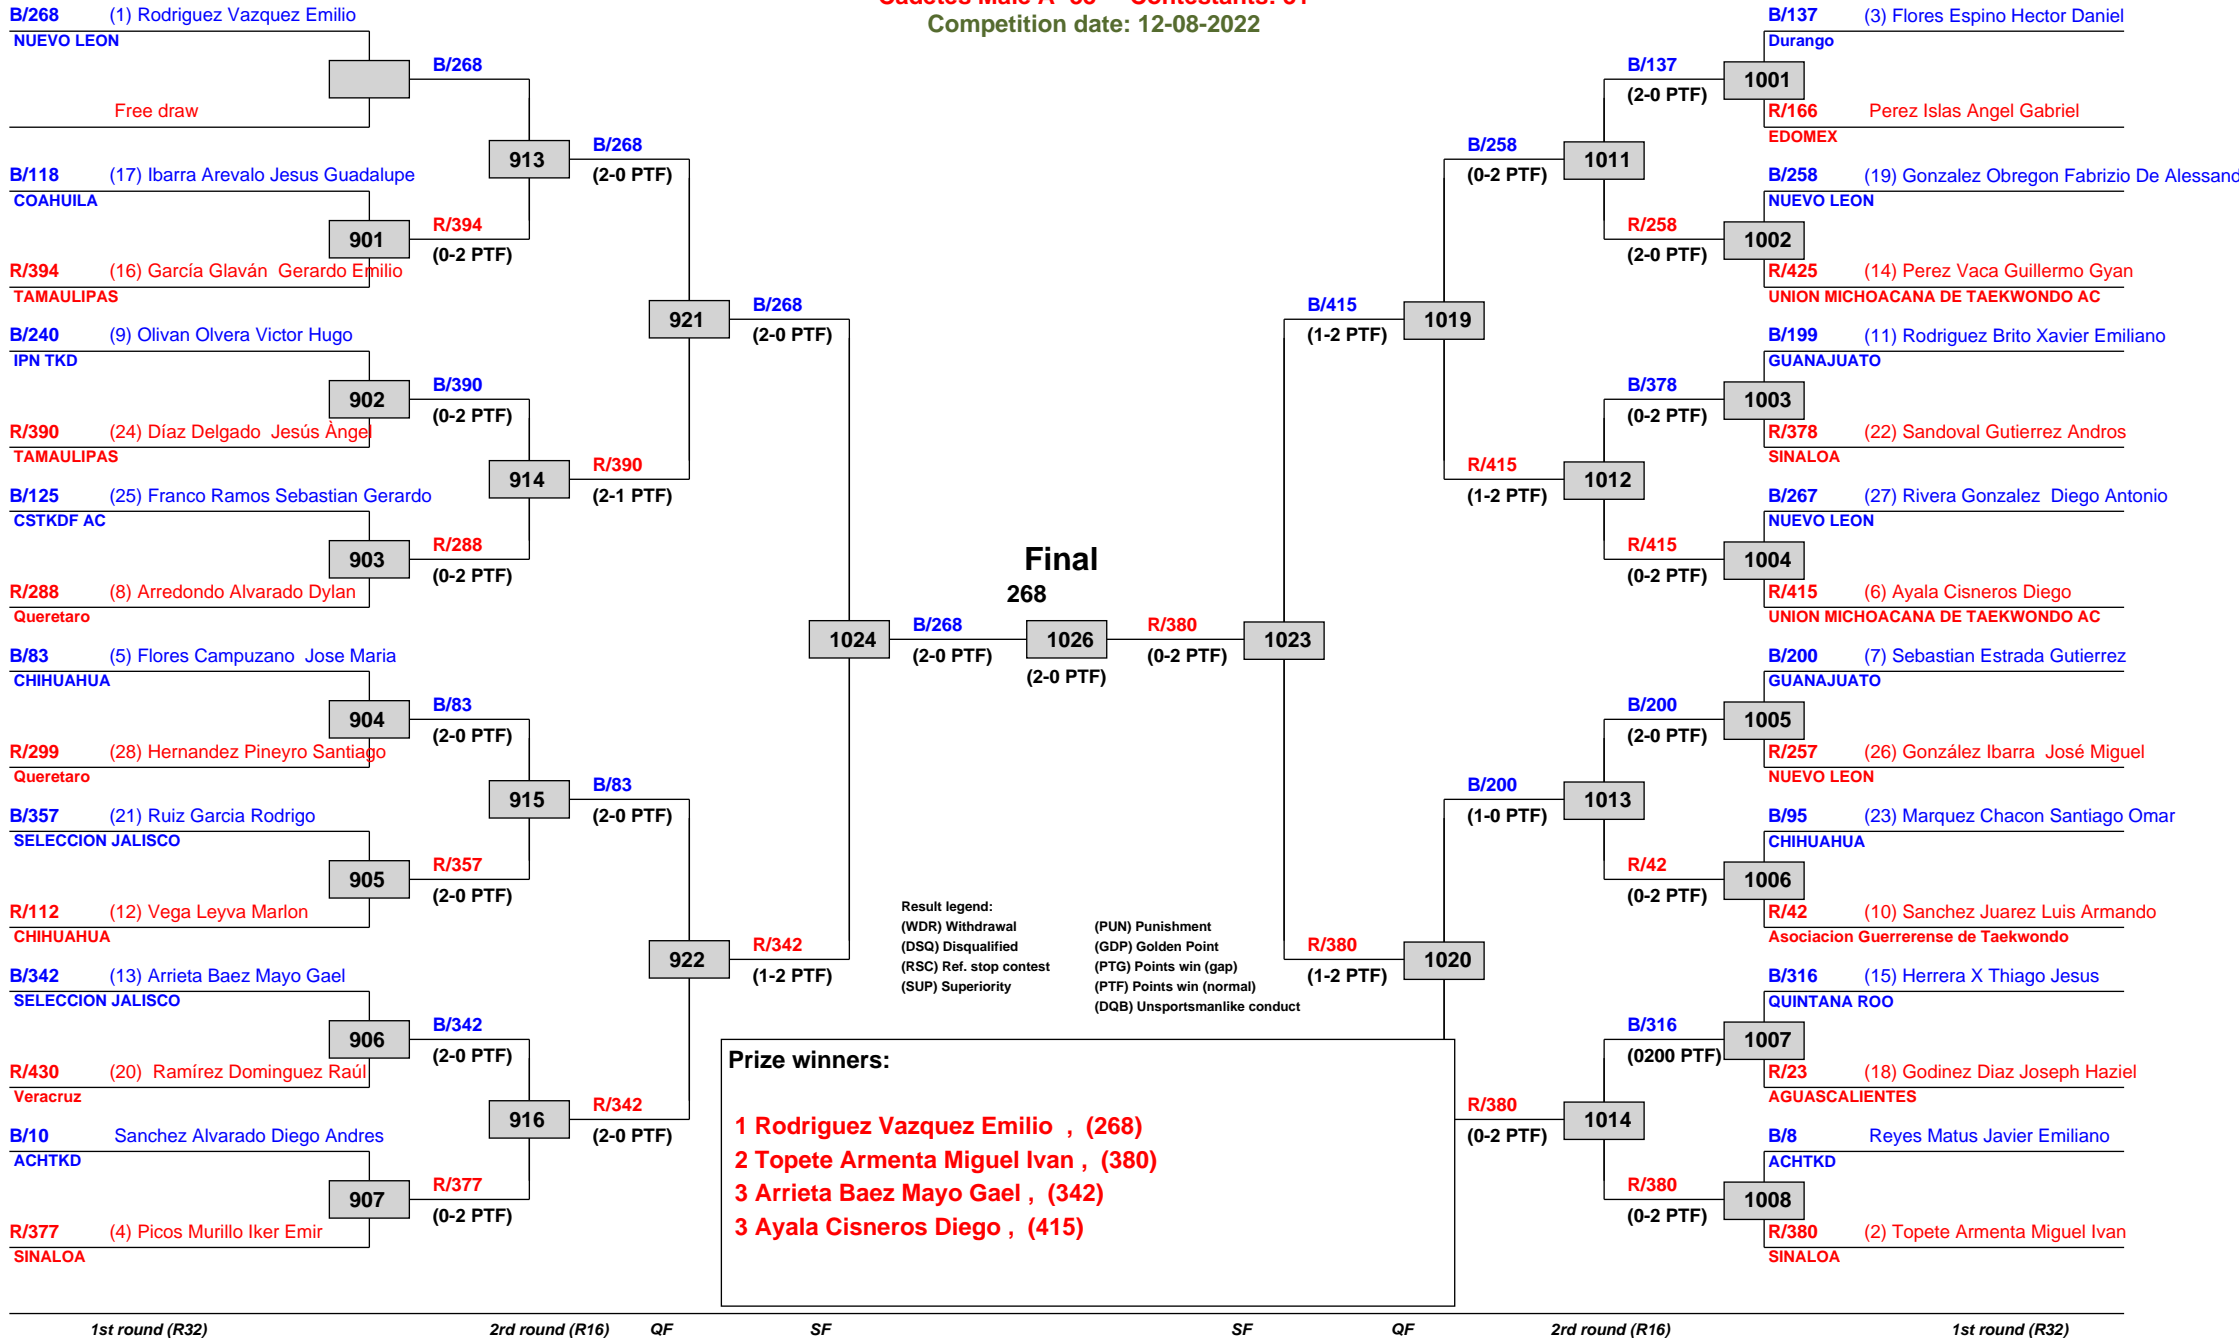 Competition date: 12-08-2022
B/268 (1) Rodriguez Vazquez Emilio
NUEVO LEON
B/268
Free draw
913
B/268
(2-0 PTF)
B/118 (17) Ibarra Arevalo Jesus Guadalupe
COAHUILA
901
R/394
(0-2 PTF)
R/394 (16) García Glaván Gerardo Emilio
TAMAULIPAS
921
B/268
(2-0 PTF)
B/240 (9) Olivan Olvera Victor Hugo
IPN TKD
902
B/390
(0-2 PTF)
R/390 (24) Díaz Delgado Jesús Àngel
TAMAULIPAS
914
R/390
(2-1 PTF)
B/125 (25) Franco Ramos Sebastian Gerardo
CSTKDF AC
903
R/288
(0-2 PTF)
R/288 (8) Arredondo Alvarado Dylan
Queretaro
1024
B/268
(2-0 PTF)
B/83 (5) Flores Campuzano Jose Maria
CHIHUAHUA
904
B/83
(2-0 PTF)
R/299 (28) Hernandez Pineyro Santiago
Queretaro
915
B/83
(2-0 PTF)
B/357 (21) Ruiz Garcia Rodrigo
SELECCION JALISCO
905
R/357
(2-0 PTF)
R/112 (12) Vega Leyva Marlon
CHIHUAHUA
922
R/342
(1-2 PTF)
B/342 (13) Arrieta Baez Mayo Gael
SELECCION JALISCO
906
B/342
(2-0 PTF)
R/430 (20) Ramírez Dominguez Raúl
Veracruz
916
R/342
(2-0 PTF)
B/10 Sanchez Alvarado Diego Andres
ACHTKD
907
R/377
(0-2 PTF)
R/377 (4) Picos Murillo Iker Emir
SINALOA
Final
268
1026
(2-0 PTF)
R/380
(0-2 PTF)
1023
B/137 (3) Flores Espino Hector Daniel
Durango
B/137
(2-0 PTF)
1001
R/166 Perez Islas Angel Gabriel
EDOMEX
B/258
(0-2 PTF)
1011
B/258 (19) Gonzalez Obregon Fabrizio De Alessand
NUEVO LEON
R/258
(2-0 PTF)
1002
R/425 (14) Perez Vaca Guillermo Gyan
UNION MICHOACANA DE TAEKWONDO AC
B/415
(1-2 PTF)
1019
B/199 (11) Rodriguez Brito Xavier Emiliano
GUANAJUATO
B/378
(0-2 PTF)
1003
R/378 (22) Sandoval Gutierrez Andros
SINALOA
R/415
(1-2 PTF)
1012
B/267 (27) Rivera Gonzalez Diego Antonio
NUEVO LEON
R/415
(0-2 PTF)
1004
R/415 (6) Ayala Cisneros Diego
UNION MICHOACANA DE TAEKWONDO AC
B/200 (7) Sebastian Estrada Gutierrez
GUANAJUATO
B/200
(2-0 PTF)
1005
R/257 (26) González Ibarra José Miguel
NUEVO LEON
B/200
(1-0 PTF)
1013
B/95 (23) Marquez Chacon Santiago Omar
CHIHUAHUA
R/42
(0-2 PTF)
1006
R/42 (10) Sanchez Juarez Luis Armando
Asociacion Guerrerense de Taekwondo
R/380
(1-2 PTF)
1020
B/316 (15) Herrera X Thiago Jesus
QUINTANA ROO
B/316
(0200 PTF)
1007
R/23 (18) Godinez Diaz Joseph Haziel
AGUASCALIENTES
R/380
(0-2 PTF)
1014
B/8 Reyes Matus Javier Emiliano
ACHTKD
R/380
(0-2 PTF)
1008
R/380 (2) Topete Armenta Miguel Ivan
SINALOA
Result legend:
(WDR) Withdrawal (PUN) Punishment
(DSQ) Disqualified (GDP) Golden Point
(RSC) Ref. stop contest (PTG) Points win (gap)
(SUP) Superiority (PTF) Points win (normal)
(DQB) Unsportsmanlike conduct
Prize winners:
1 Rodriguez Vazquez Emilio , (268)
2 Topete Armenta Miguel Ivan , (380)
3 Arrieta Baez Mayo Gael , (342)
3 Ayala Cisneros Diego , (415)
1st round (R32) 2rd round (R16) QF SF SF QF 2rd round (R16) 1st round (R32)